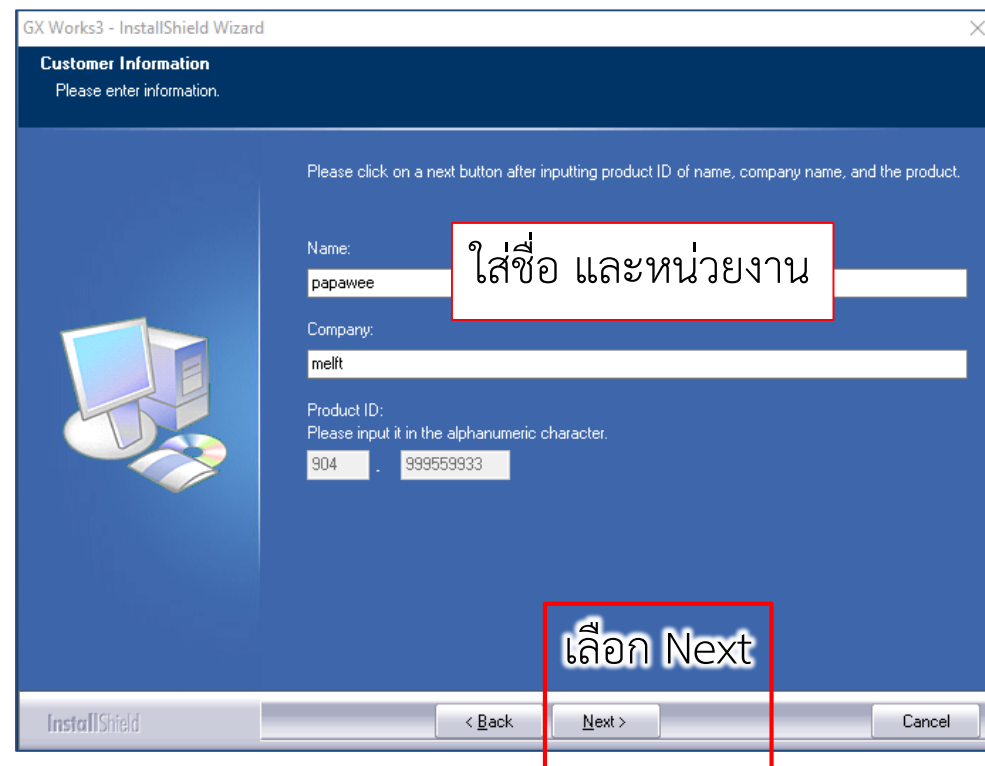 GX Works3 - InstallShield Wizard
Customer Information
Please enter information.
Please click on a next button after inputting product ID of name, company name, and the product.
Name:
ใส่ชื่อ และหน่วยงาน
papawee
Company:
melft
Product ID:
Please input it in the alphanumeric character.
904 - 999559933
เลือก Next
InstallShield
< Back Next > Cancel